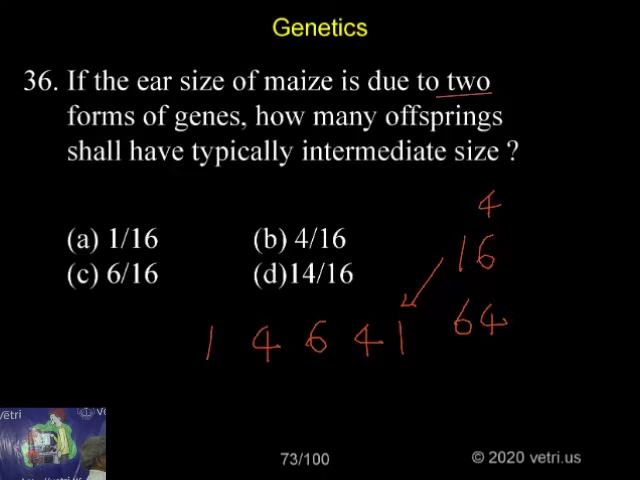 Genetics
36. If the ear size of maize is due to two
forms of genes, how many offsprings
shall have typically intermediate size ?
4
(a) 1/16 (b) 4/16
16
(c) 6/16 (d)14/16
64
1 4 6 4 1
Vetri
73/100
© 2020 vetri.us